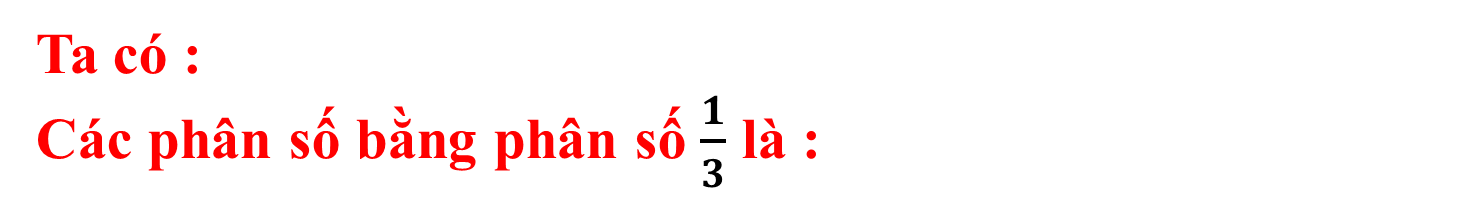 Ta có :
Các phân số bằng phân số 1/3 là :